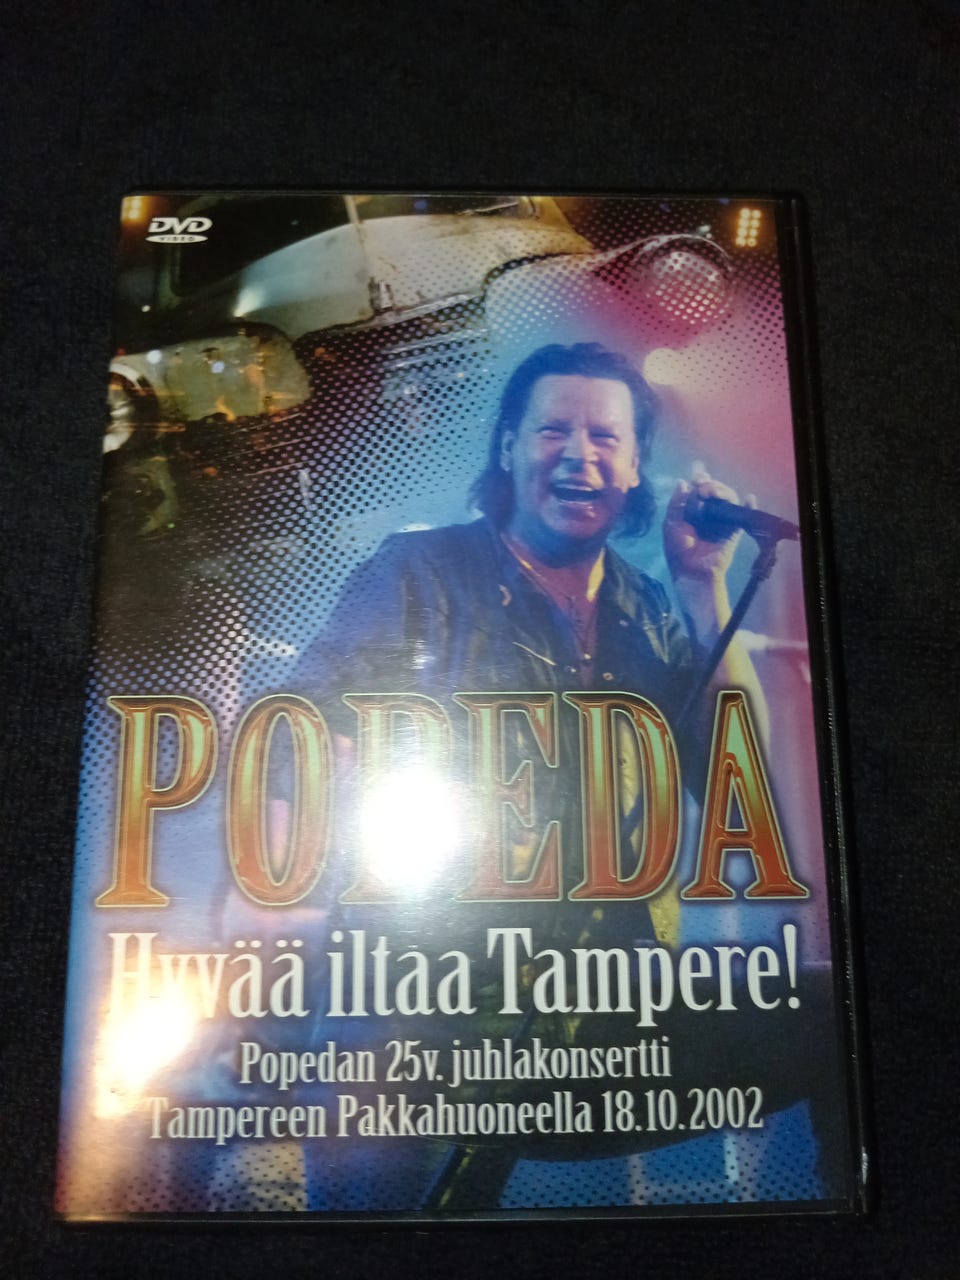 DVD
VIDEO
POPEDA
Hyvää iltaa Tampere!
Popedan 25v. juhlakonsertti
Tampereen Pakkahuoneella 18.10.2002